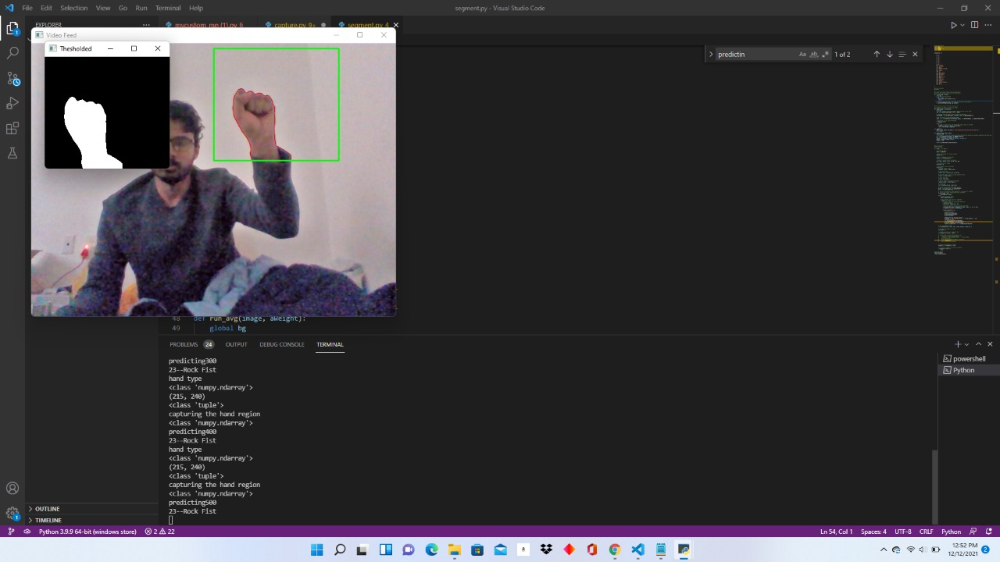 File Edit Selection View Go Run Terminal Help
segment.py - Visual Studio Code
EXPLORER ...
mycustom_mn (1).py 6
capture.py 9+
segment.py 4
Video Feed
Thesholded
predictin
Aa
ab
1 of 2
48 def run_avg(image, aWeight):
49 global bg
PROBLEMS 24 OUTPUT DEBUG CONSOLE TERMINAL
powershell
Python
predicting300
23--Rock Fist
hand type
<class 'numpy.ndarray'>
(215, 240)
<class 'tuple'>
capturing the hand region
<class 'numpy.ndarray'>
predicting400
23--Rock Fist
hand type
<class 'numpy.ndarray'>
(215, 240)
<class 'tuple'>
capturing the hand region
<class 'numpy.ndarray'>
predicting500
23--Rock Fist
OUTLINE
TIMELINE
Python 3.9.9 64-bit (windows store) 2 22
Ln 54, Col 1 Spaces: 4 UTF-8 CRLF Python
12:52 PM
12/12/2021
2